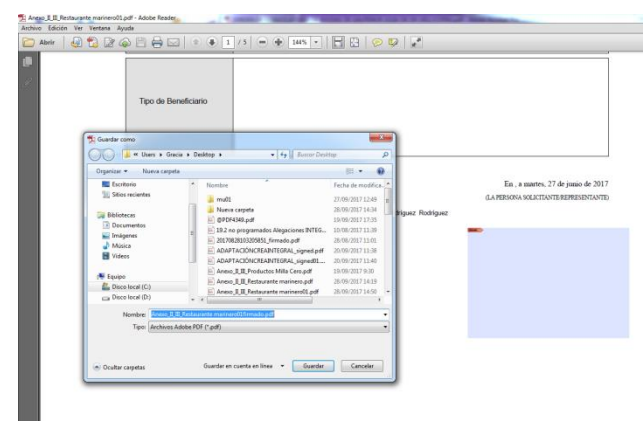 Anexo_II_III_Restaurante marinero01.pdf - Adobe Reader
Archivo Edición Ver Ventana Ayuda
Abrir 1 / 5 144%
Tipo de Beneficiario
Guardar como
Users Gracia Desktop Buscar Desktop
Organizar Nueva carpeta
Escritorio
Sitios recientes
Bibliotecas
Documentos
Imágenes
Música
Vídeos
Equipo
Disco local (C:)
Disco local (D:)
Nombre Fecha de modifica...
mu01 27/09/2017 12:49
Nueva carpeta 28/09/2017 14:34
@PDF4349.pdf 19/09/2017 17:35
19.2 no programados Alegaciones INTEG... 10/08/2017 11:39
20170828103205851_firmado.pdf 28/08/2017 11:01
ADAPTACIÓNCREAINTEGRAL_signed.pdf 20/09/2017 11:38
ADAPTACIÓNCREAINTEGRAL_signed01.... 20/09/2017 11:40
Anexo_II_III_Productos Milla Cero.pdf 19/09/2017 9:30
Anexo_II_III_Restaurante marinero.pdf 28/09/2017 14:19
Anexo_II_III_Restaurante marinero01.pdf 28/09/2017 14:50
Nombre: Anexo_II_III_Restaurante marinero01firmado.pdf
Tipo: Archivos Adobe PDF (*.pdf)
Ocultar carpetas Guardar en cuenta en línea Guardar Cancelar
En , a martes, 27 de junio de 2017
(LA PERSONA SOLICITANTE/REPRESENTANTE)
Rodríguez